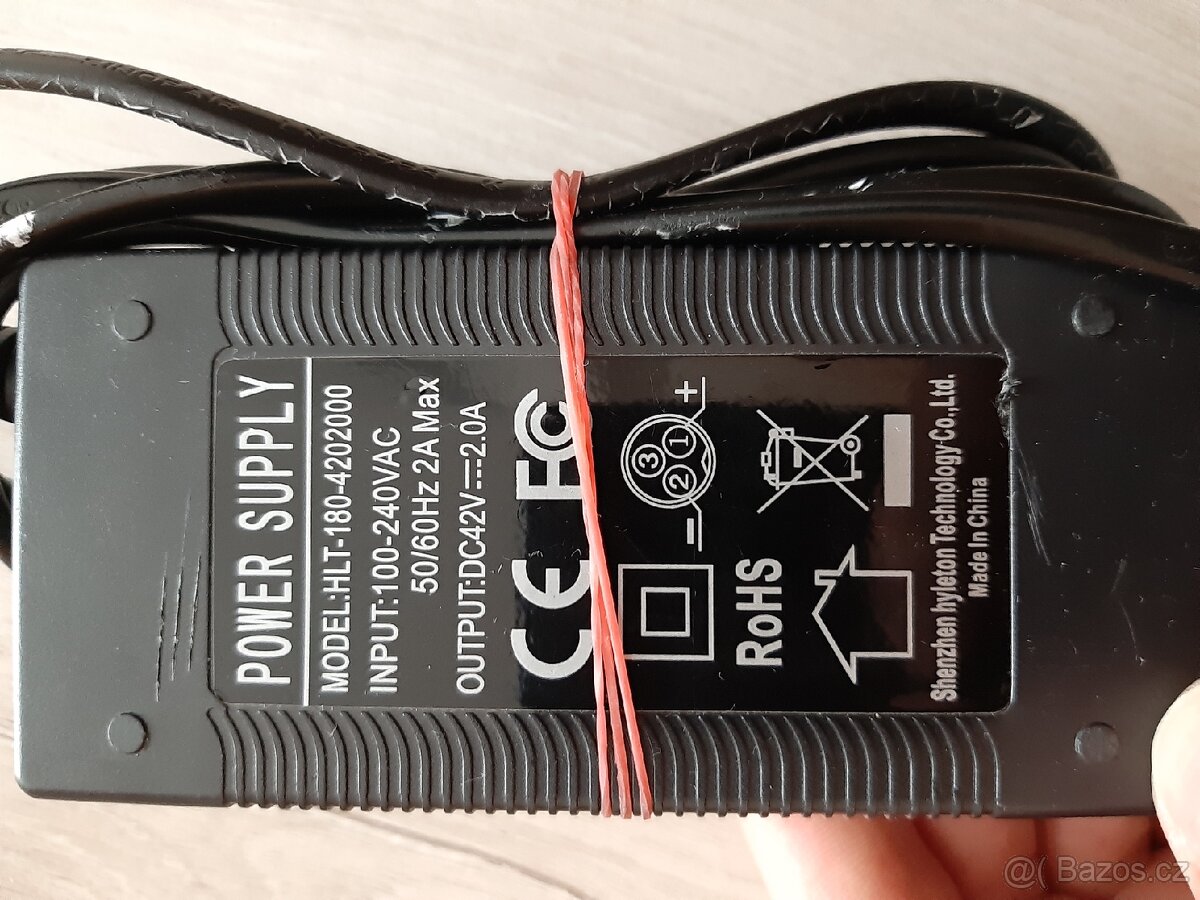 POWER SUPPLY
MODEL:HLT-180-4202000
INPUT:100-240VAC
50/60Hz 2A Max
OUTPUT:DC42V⎓2.0A
CE FC
- 2 3 1 +
RoHS
Shenzhen hyleton Technology Co.,Ltd.
Made in China
@( Bazos.cz